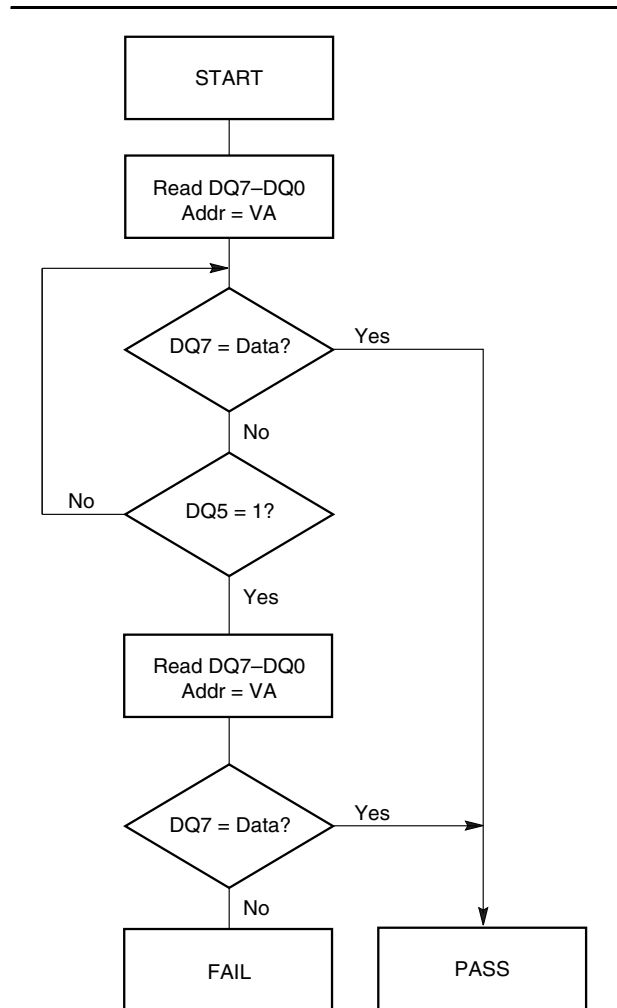 START
Read DQ7–DQ0
Addr = VA
DQ7 = Data?
Yes
No
DQ5 = 1?
No
Yes
Read DQ7–DQ0
Addr = VA
DQ7 = Data?
Yes
No
FAIL
PASS